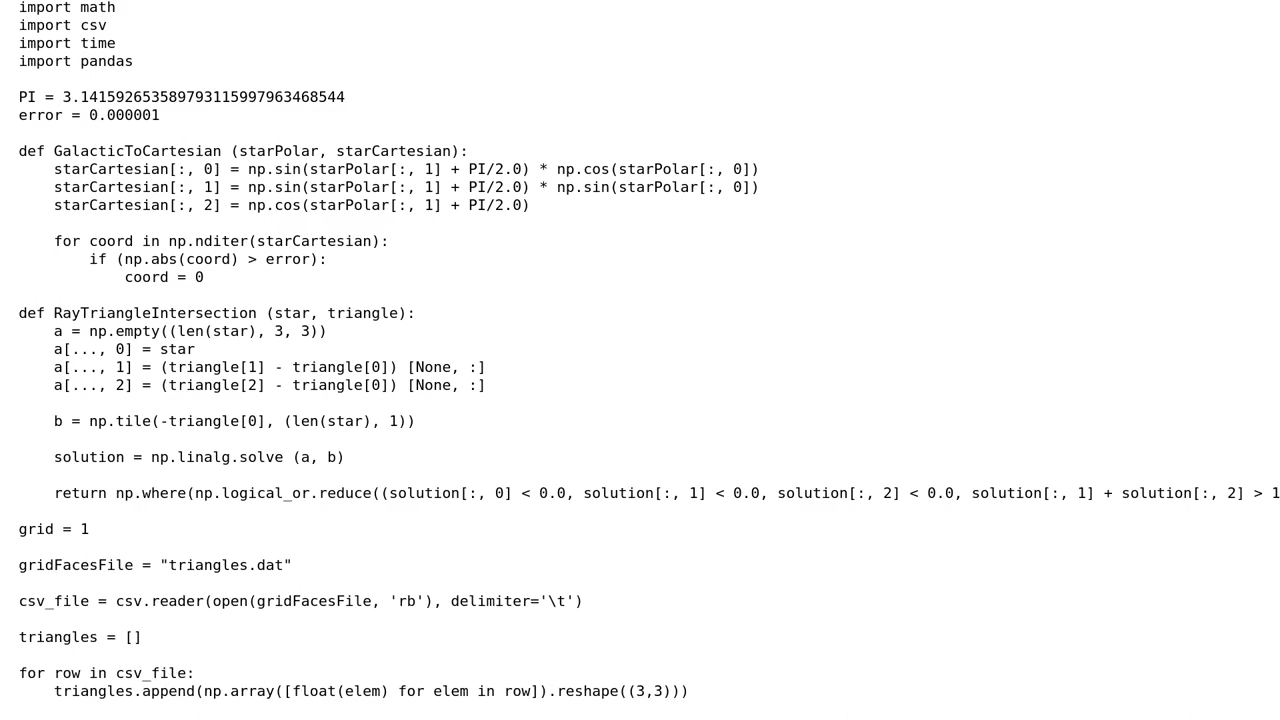 import math
import csv
import time
import pandas
PI = 3.1415926535897931159979634685​44
error = 0.000001
def GalacticToCartesian (starPolar, starCartesian):
    starCartesian[:, 0] = np.sin(starPolar[:, 1] + PI/2.0) * np.cos(starPolar[:, 0])
    starCartesian[:, 1] = np.sin(starPolar[:, 1] + PI/2.0) * np.sin(starPolar[:, 0])
    starCartesian[:, 2] = np.cos(starPolar[:, 1] + PI/2.0)
    for coord in np.nditer(starCartesian):
        if (np.abs(coord) > error):
            coord = 0
def RayTriangleIntersection (star, triangle):
    a = np.empty((len(star), 3, 3))
    a[..., 0] = star
    a[..., 1] = (triangle[1] - triangle[0]) [None, :]
    a[..., 2] = (triangle[2] - triangle[0]) [None, :]
    b = np.tile(-triangle[0], (len(star), 1))
    solution = np.linalg.solve (a, b)
    return np.where(np.logical_or.reduce((solution[:, 0] < 0.0, solution[:, 1] < 0.0, solution[:, 2] < 0.0, solution[:, 1] + solution[:, 2] > 1
grid = 1
gridFacesFile = "triangles.dat"
csv_file = csv.reader(open(gridFacesFile, 'rb'), delimiter='\t')
triangles = []
for row in csv_file:
    triangles.append(np.array([float(elem) for elem in row]).reshape((3,3)))